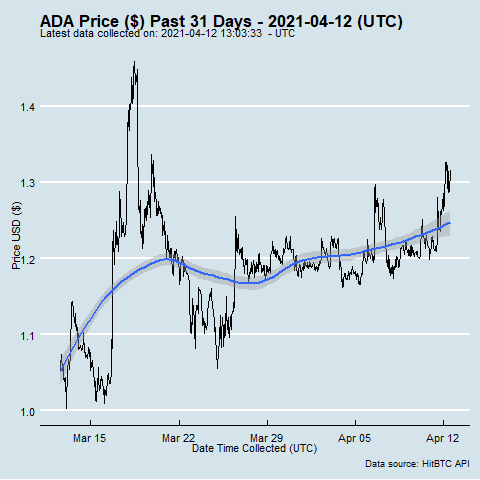 ADA Price ($) Past 31 Days - 2021-04-12 (UTC)
Latest data collected on: 2021-04-12 13:03:33  - UTC
1.4
1.3
1.2
1.1
1.0
Price USD ($)
Mar 15
Mar 22
Mar 29
Apr 05
Apr 12
Date Time Collected (UTC)
Data source: HitBTC API